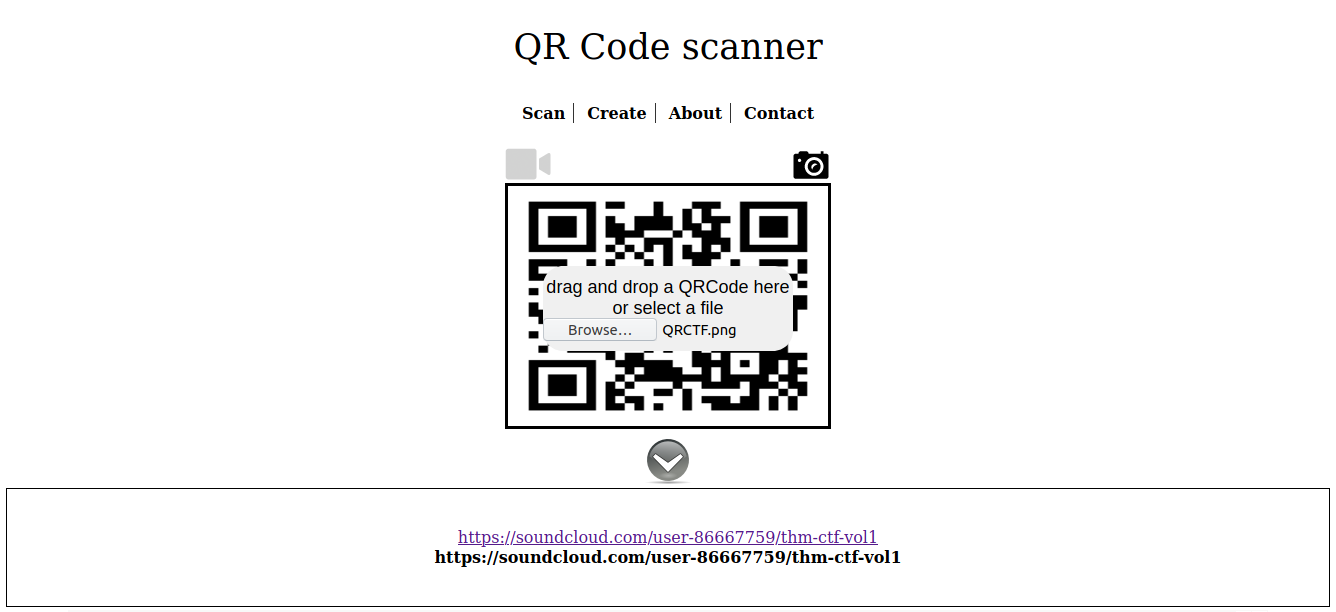 QR Code scanner
Scan Create About Contact
drag and drop a QRCode here
or select a file
Browse... QRCTF.png
https://soundcloud.com/user-86667759/thm-ctf-vol1
https://soundcloud.com/user-86667759/thm-ctf-vol1